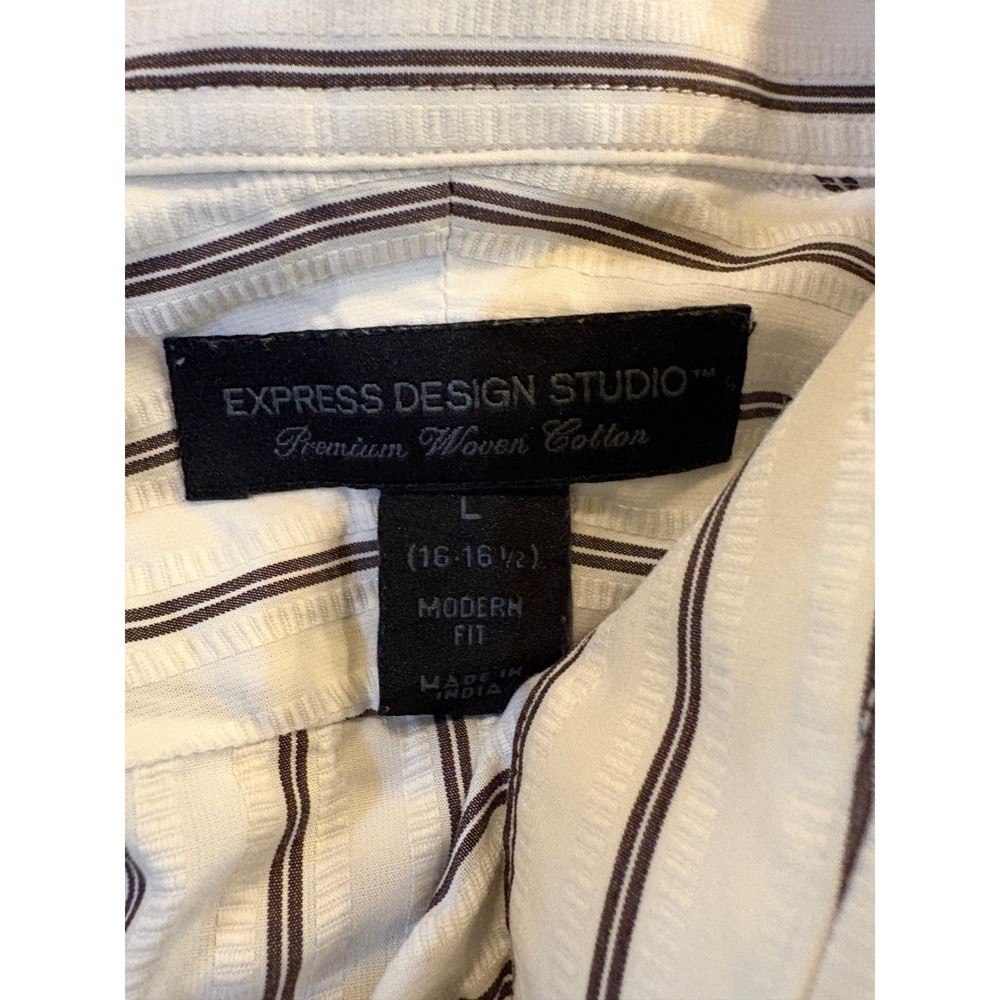 EXPRESS DESIGN STUDIO™
Premium Woven Cotton
L
(16-16 1/2)
MODERN
FIT
MADE IN
INDIA